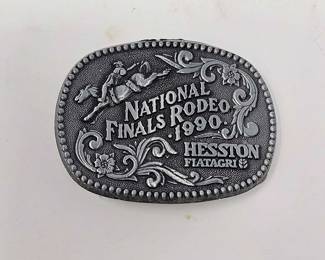 NATIONAL
FINALS RODEO
·1990·
HESSTON
FIATAGRI